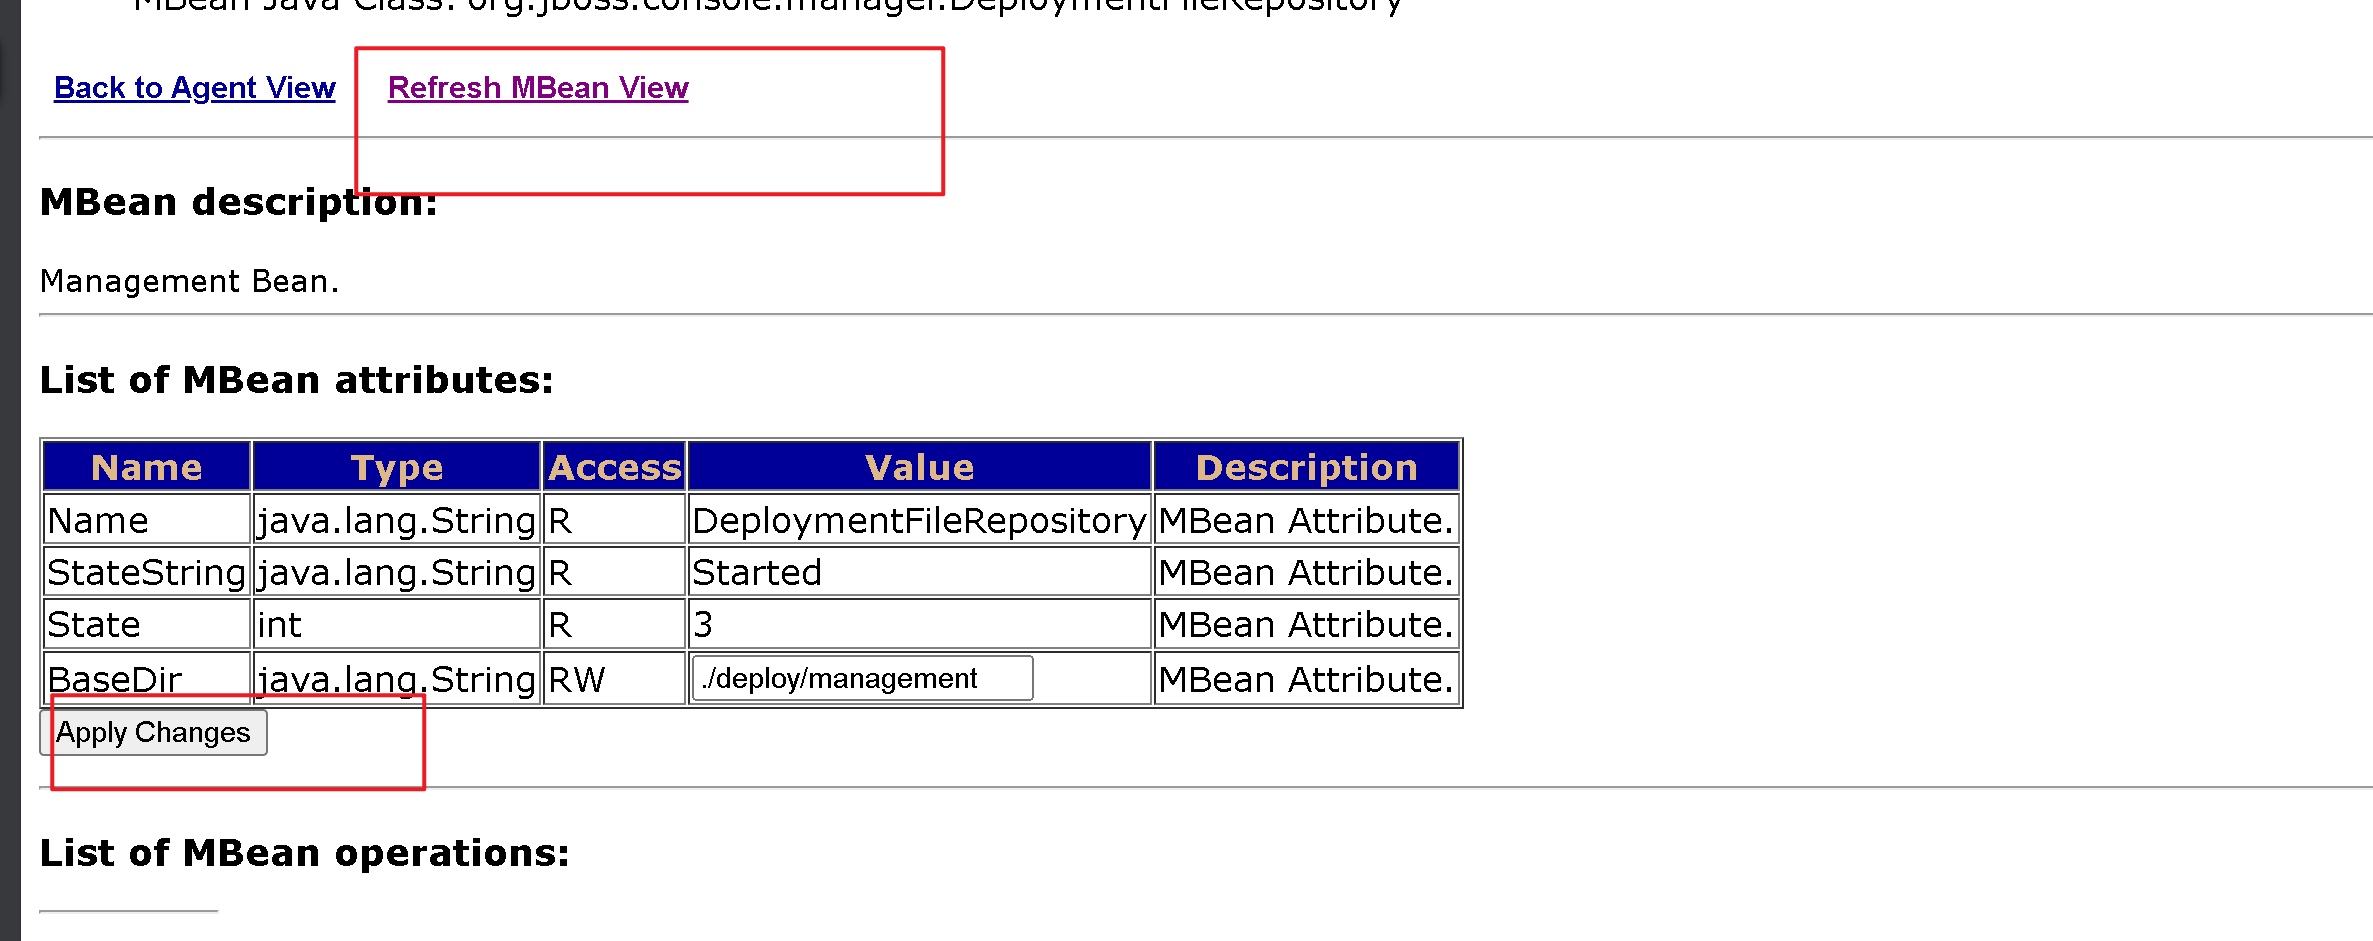 MBean Java Class: org.jboss.console.manager.DeploymentFileRepository
Back to Agent View Refresh MBean View
MBean description:
Management Bean.
List of MBean attributes:
Name Type Access Value Description
Name java.lang.String R DeploymentFileRepository MBean Attribute.
StateString java.lang.String R Started MBean Attribute.
State int R 3 MBean Attribute.
BaseDir java.lang.String RW ./deploy/management MBean Attribute.
Apply Changes
List of MBean operations: